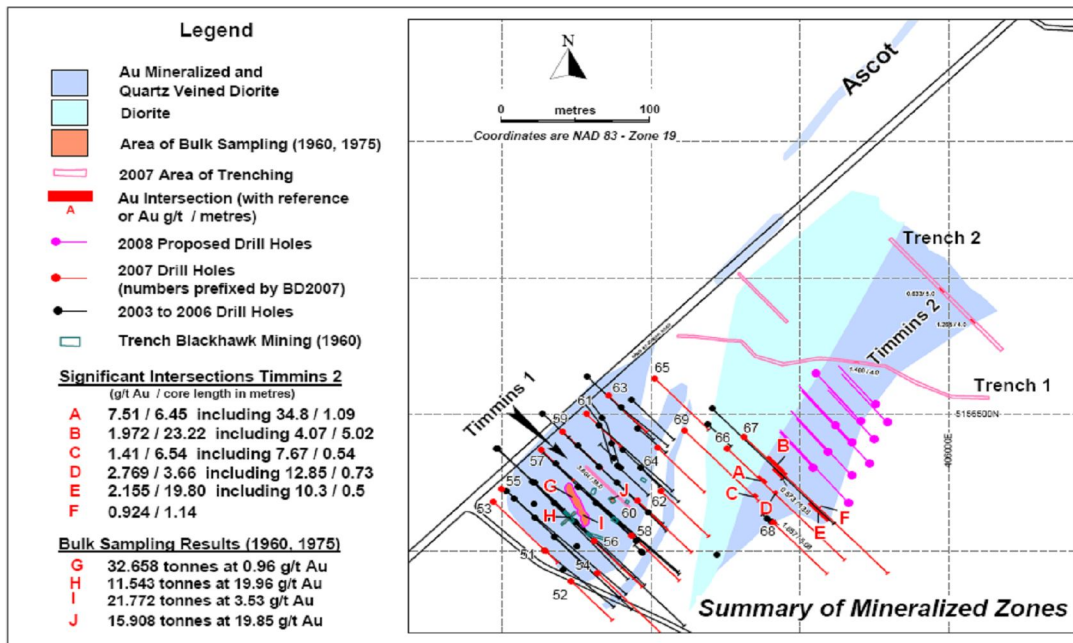 Legend
Au Mineralized and
Quartz Veined Diorite
Diorite
Area of Bulk Sampling (1960, 1975)
2007 Area of Trenching
Au Intersection (with reference
or Au g/t / metres)
A
2008 Proposed Drill Holes
2007 Drill Holes
(numbers prefixed by BD2007)
2003 to 2006 Drill Holes
Trench Blackhawk Mining (1960)
Significant Intersections Timmins 2
(g/t Au / core length in metres)
A 7.51 / 6.45 including 34.8 / 1.09
B 1.972 / 23.22 including 4.07 / 5.02
C 1.41 / 6.54 including 7.67 / 0.54
D 2.769 / 3.66 including 12.85 / 0.73
E 2.155 / 19.80 including 10.3 / 0.5
F 0.924 / 1.14
Bulk Sampling Results (1960, 1975)
G 32.658 tonnes at 0.96 g/t Au
H 11.543 tonnes at 19.96 g/t Au
I 21.772 tonnes at 3.53 g/t Au
J 15.908 tonnes at 19.85 g/t Au
N
0 metres 100
Coordinates are NAD 83 - Zone 19
Ascot
Trench 2
Timmins 2
Trench 1
5156600N
406000E
Timmins 1
65
63
61
59
69
66
67
57
64
B
A
55
G
J
62
C
D
53
H
I
60
68
E
F
58
56
51
54
52
Summary of Mineralized Zones